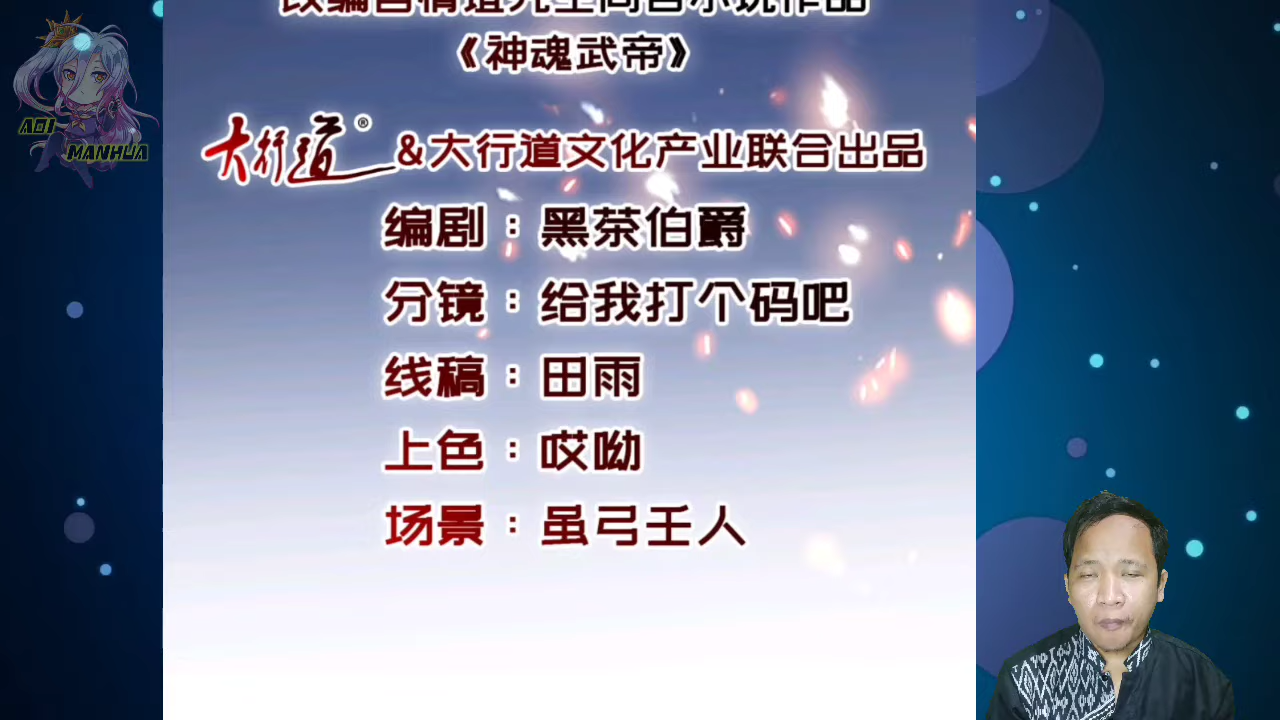 《神魂武帝》
大行道® &大行道文化产业联合出品
编剧：黑茶伯爵
分镜：给我打个码吧
线稿：田雨
上色：哎呦
场景：虽弓壬人
AOI
MANHUA